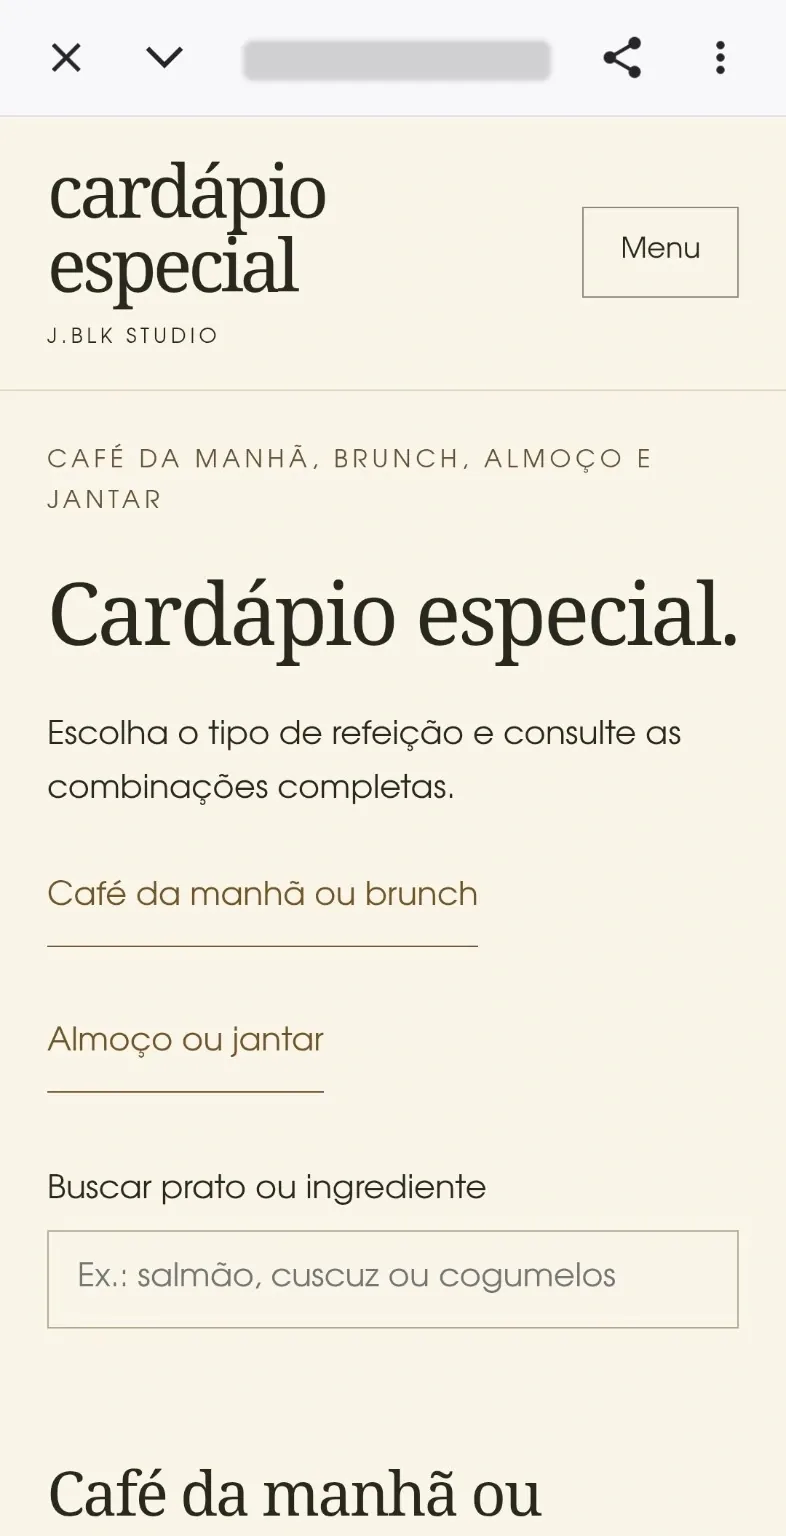 cardápio
especial
Menu
J.BLK STUDIO
CAFÉ DA MANHÃ, BRUNCH, ALMOÇO E
JANTAR
Cardápio especial.
Escolha o tipo de refeição e consulte as
combinações completas.
Café da manhã ou brunch
Almoço ou jantar
Buscar prato ou ingrediente
Ex.: salmão, cuscuz ou cogumelos
Café da manhã ou